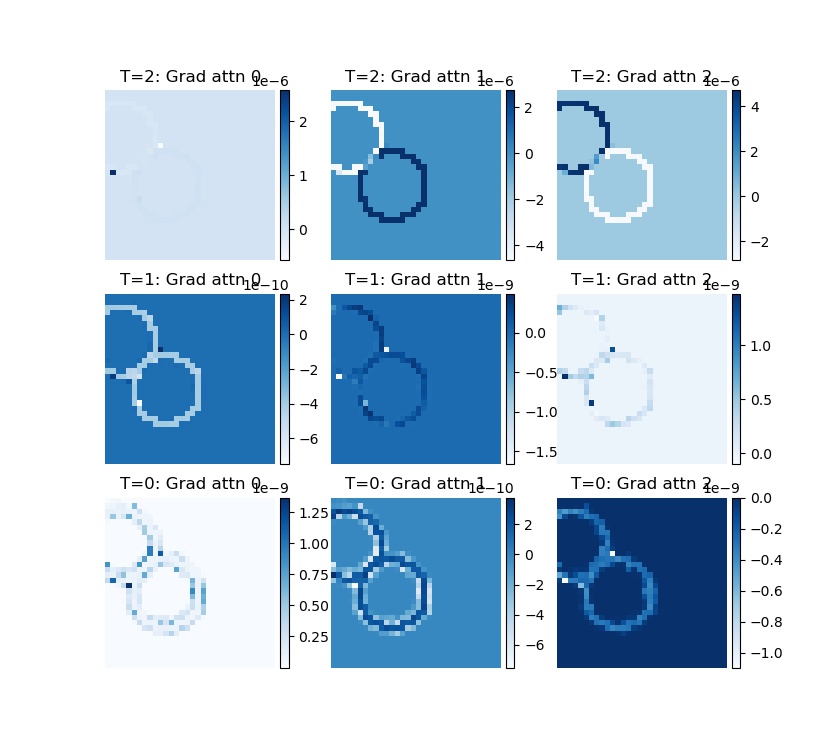 T=2: Grad attn 0
1e−6
2
1
0
T=2: Grad attn 1
1e−6
2
0
−2
−4
T=2: Grad attn 2
1e−6
4
2
0
−2
T=1: Grad attn 0
1e−10
2
0
−2
−4
−6
T=1: Grad attn 1
1e−9
0.0
−0.5
−1.0
−1.5
T=1: Grad attn 2
1e−9
1.0
0.5
0.0
T=0: Grad attn 0
1e−9
1.25
1.00
0.75
0.50
0.25
T=0: Grad attn 1
1e−10
2
0
−2
−4
−6
T=0: Grad attn 2
1e−9
0.0
−0.2
−0.4
−0.6
−0.8
−1.0